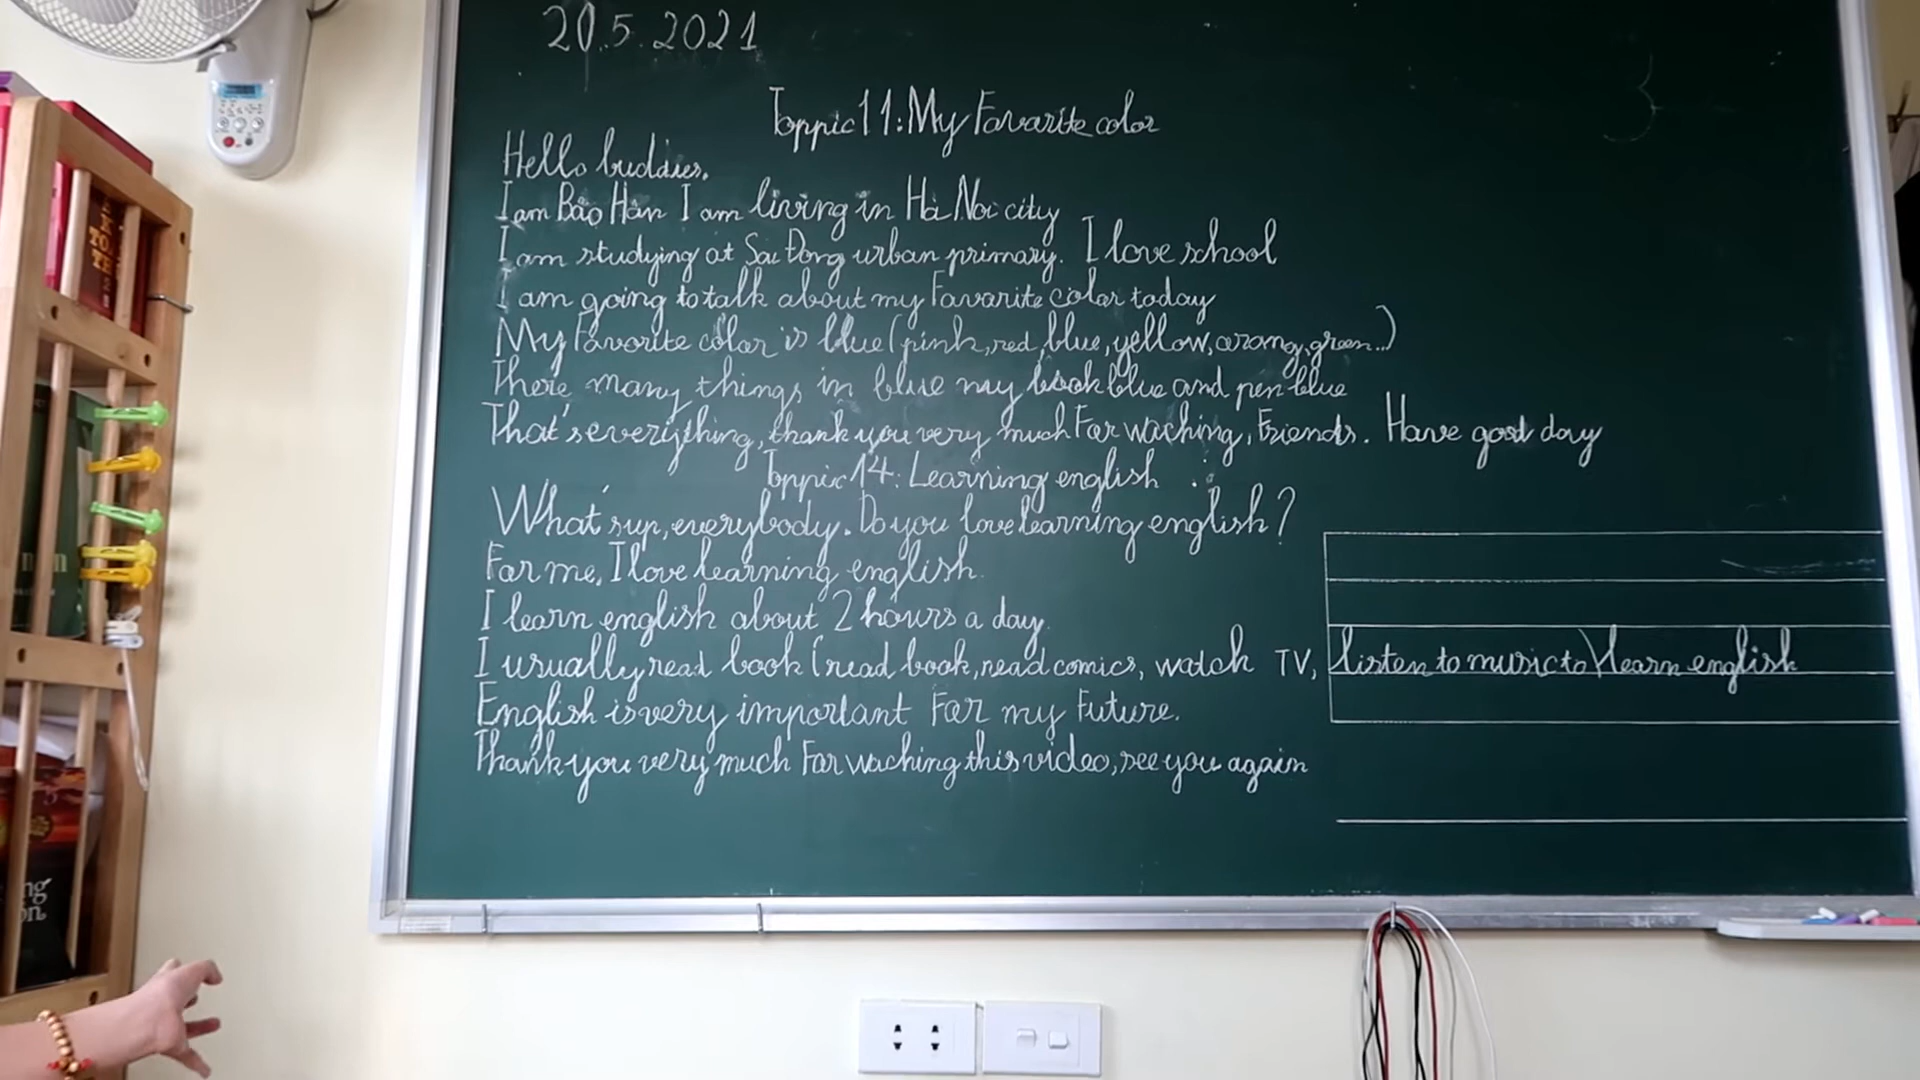 20.5.2021
Toppic 11: My Favarite color
Hello buddies.
I am Bảo Hân I am living in Hà Nội city
I am studying at Sài Đồng urban primary. I love school
I am going to talk about my Favarite color today
My Favorite color is blue (pink, red, blue, yellow, orang, green...)
There many things in blue my book blue and pen blue
That's everything, thank you very much For waching, Friends. Have good day
Toppic 14: Learning english
What's up, everybody. Do you love learning english?
For me, I love learning english.
I learn english about 2 hours a day.
I usually read book (read book, read comics, watch TV, listen to music to) learn english
English is very important For my Future.
Thank you very much For waching this video, see you again